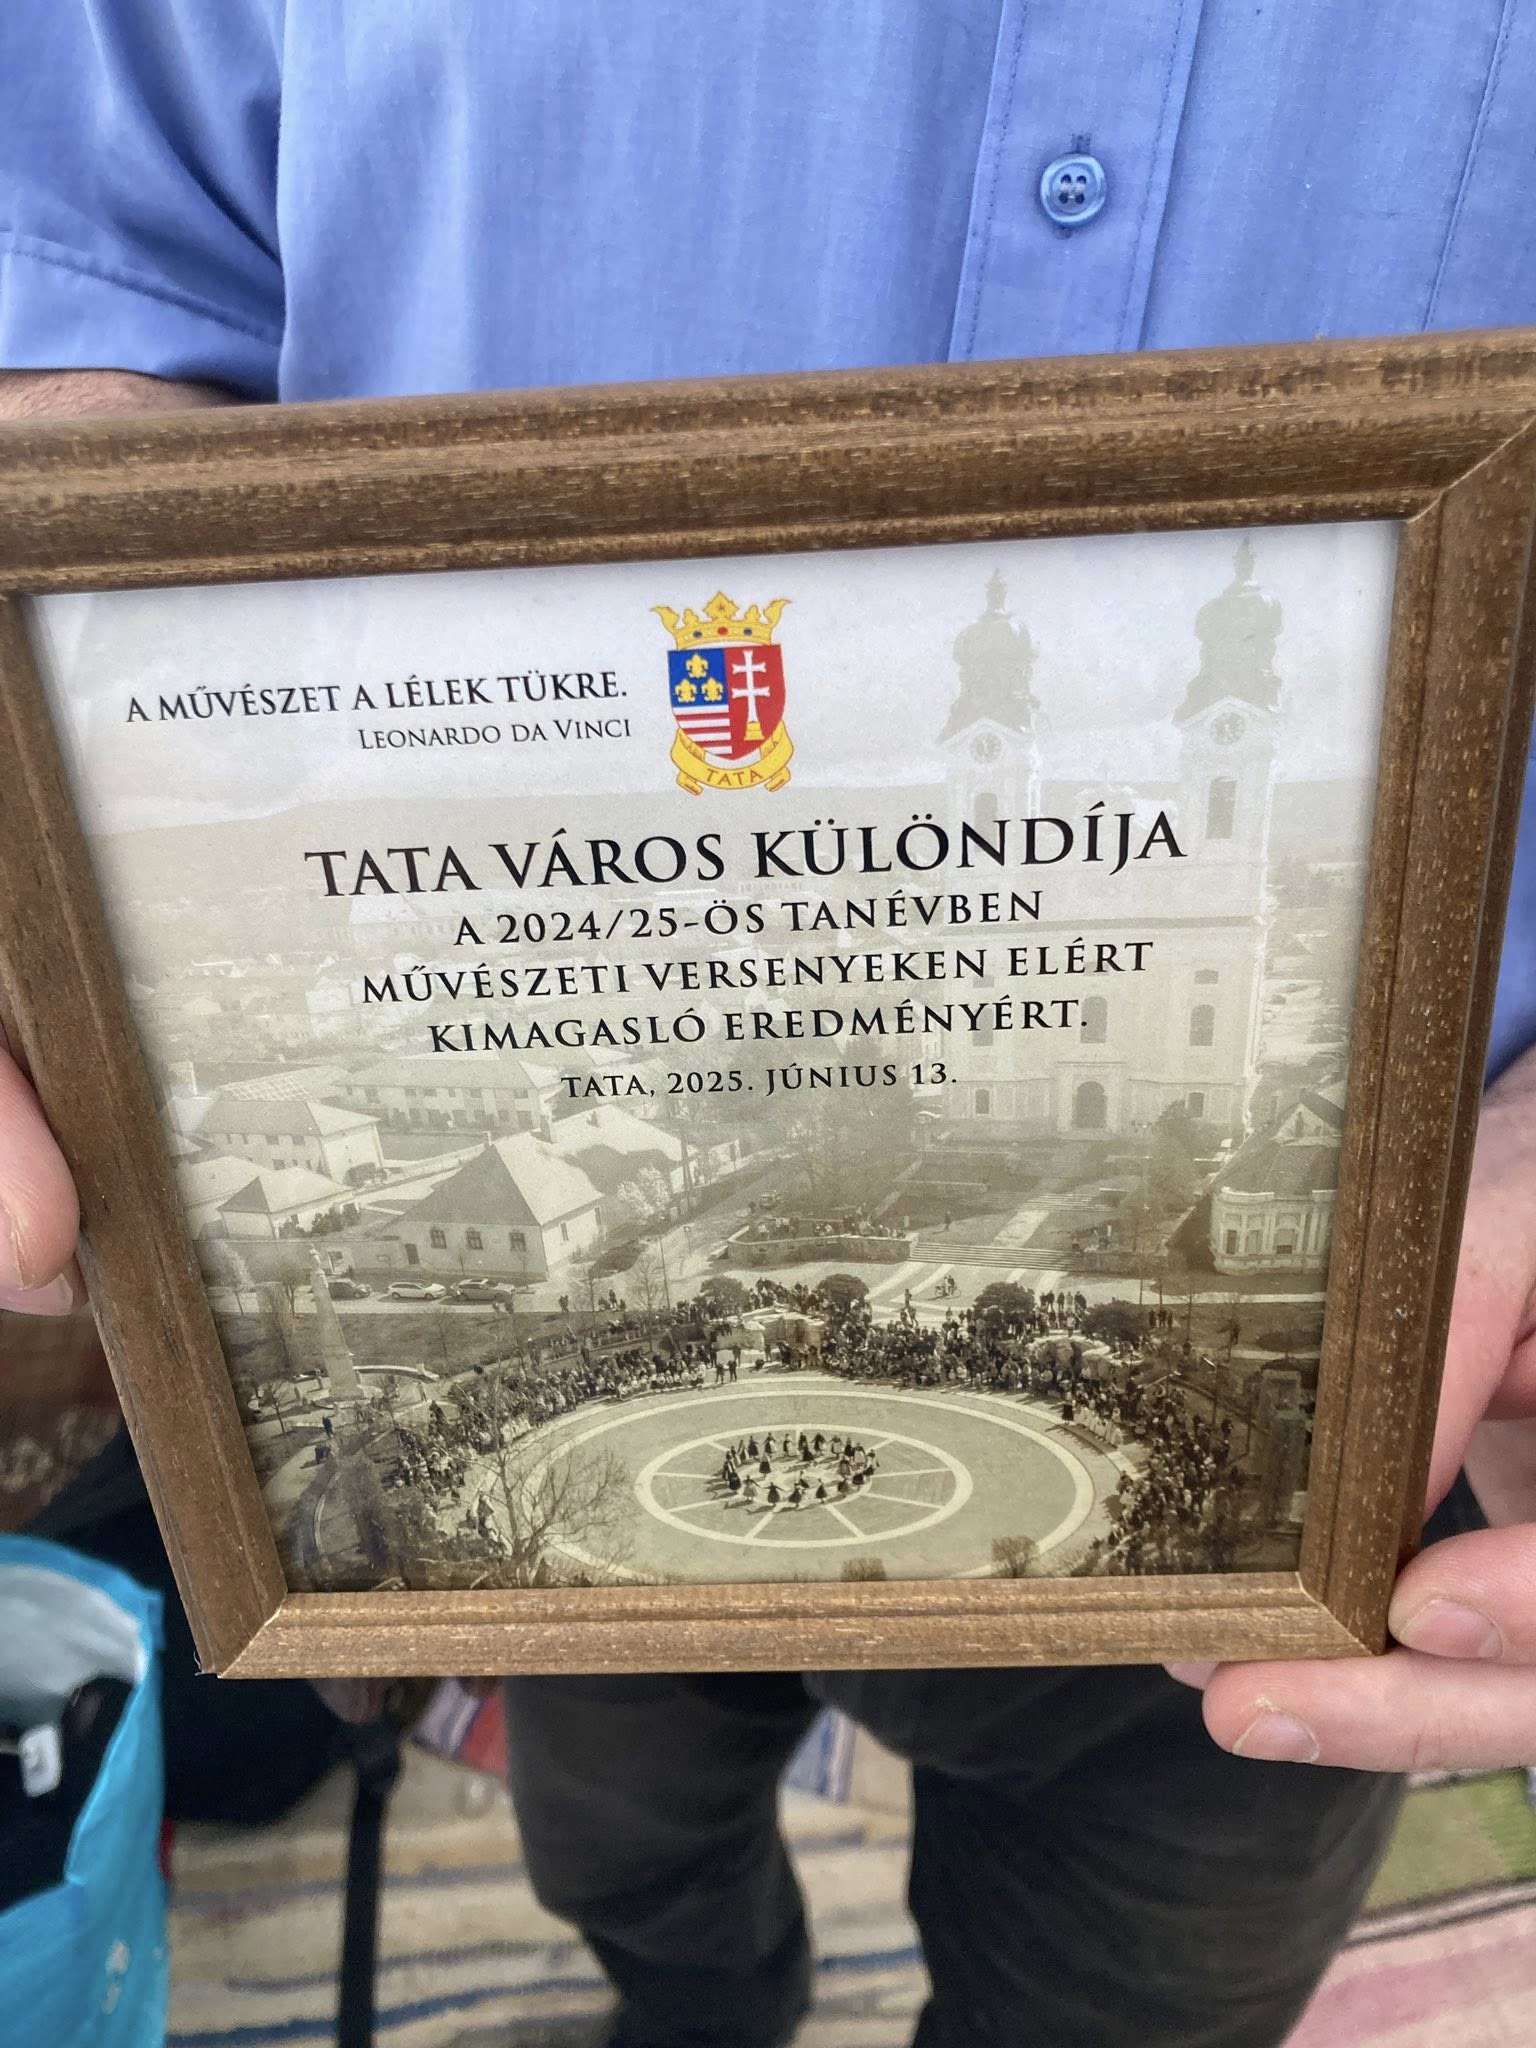 A MŰVÉSZET A LÉLEK TÜKRE.
LEONARDO DA VINCI
TATA
TATA VÁROS KÜLÖNDÍJA
A 2024/25-ÖS TANÉVBEN
MŰVÉSZETI VERSENYEKEN ELÉRT
KIMAGASLÓ EREDMÉNYÉRT.
TATA, 2025. JÚNIUS 13.